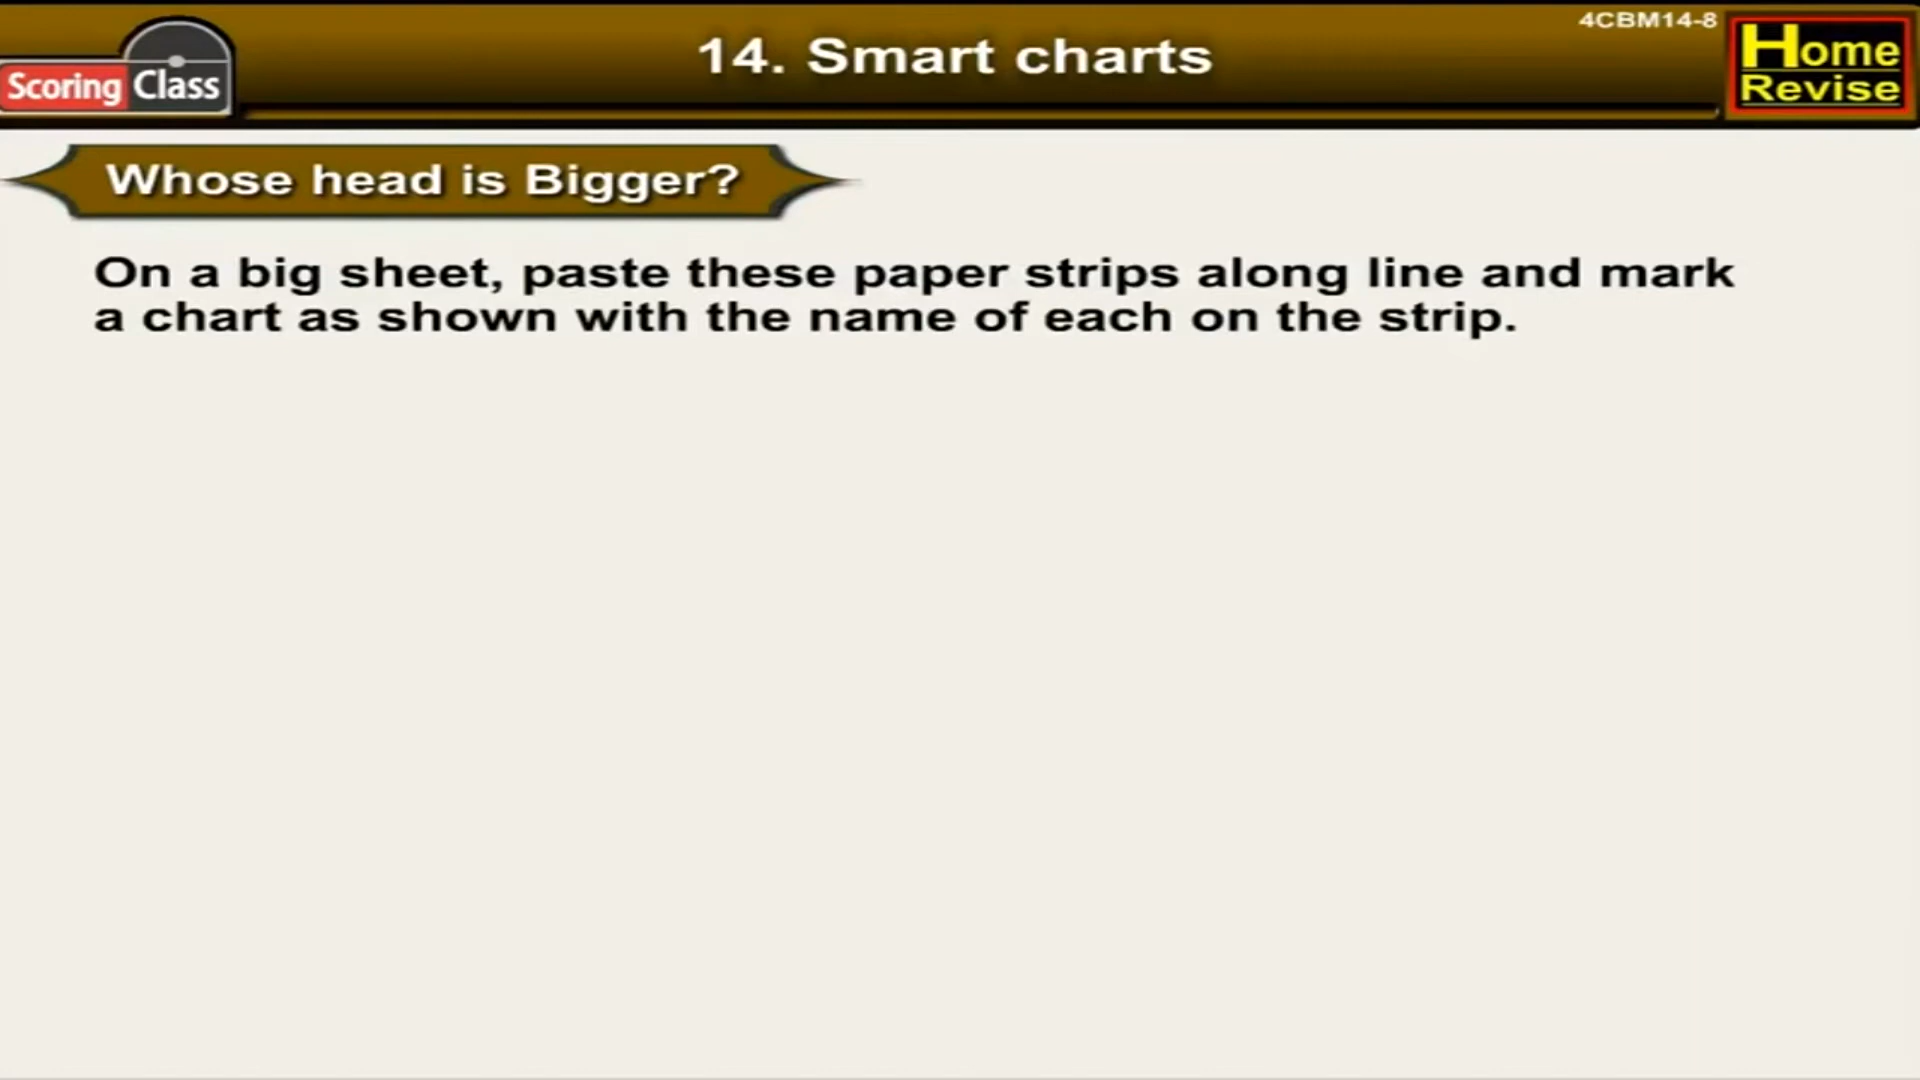 4CBM14-8
14. Smart charts
Home
Revise
Scoring Class
Whose head is Bigger?
On a big sheet, paste these paper strips along line and mark
a chart as shown with the name of each on the strip.